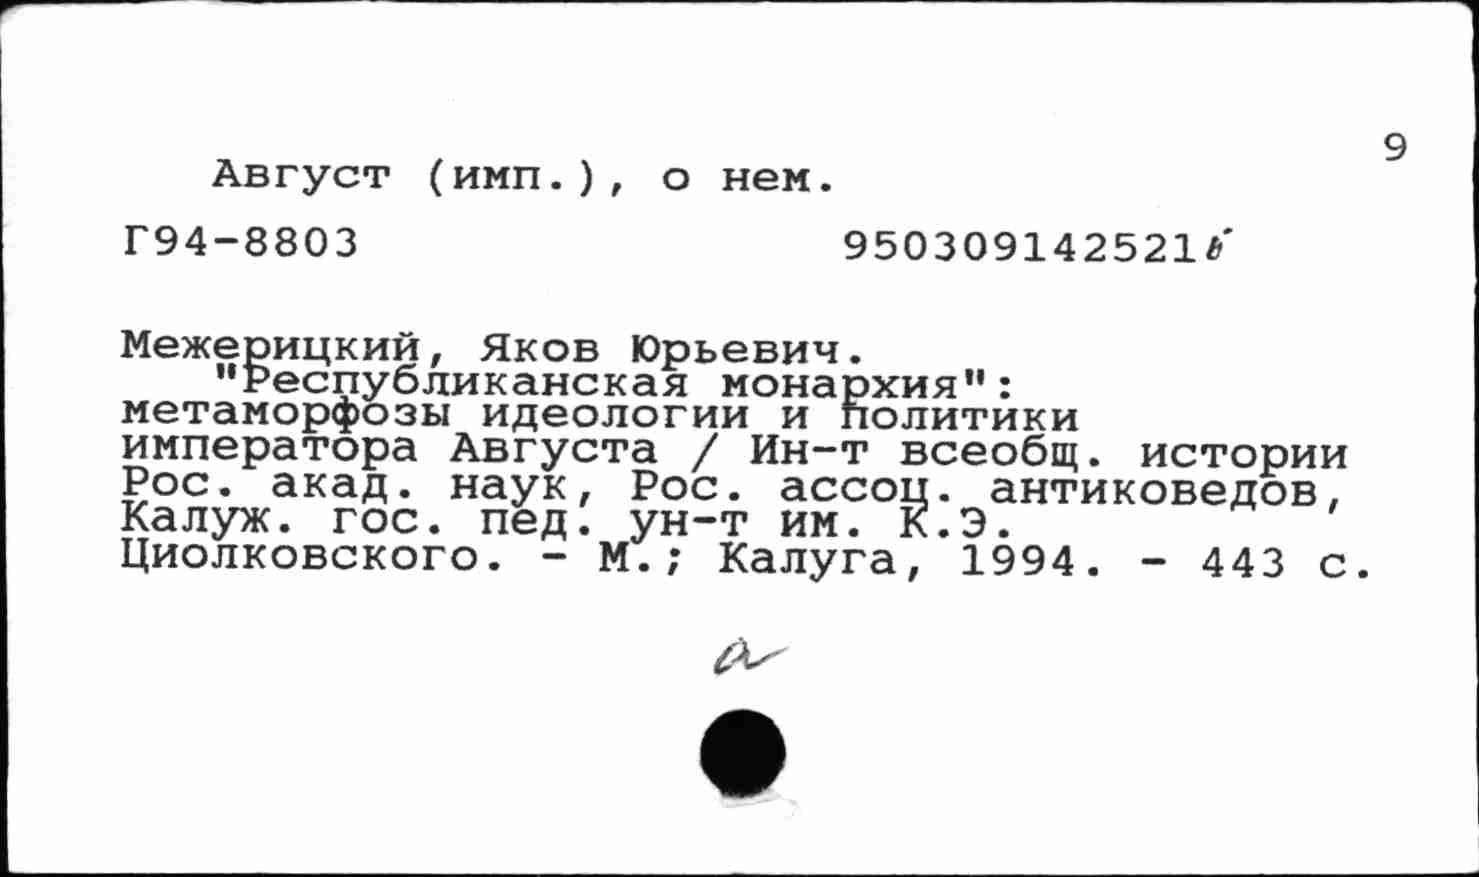 9
Август (имп.), о нем.
Г94-8803 950309142521в
Межерицкий, Яков Юрьевич.
"Республиканская монархия":
метаморфозы идеологии и политики
императора Августа / Ин-т всеобщ. истории
Рос. акад. наук, Рос. ассоц. антиковедов,
Калуж. гос. пед. ун-т им. К.Э.
Циолковского. - М.; Калуга, 1994. - 443 с.
а